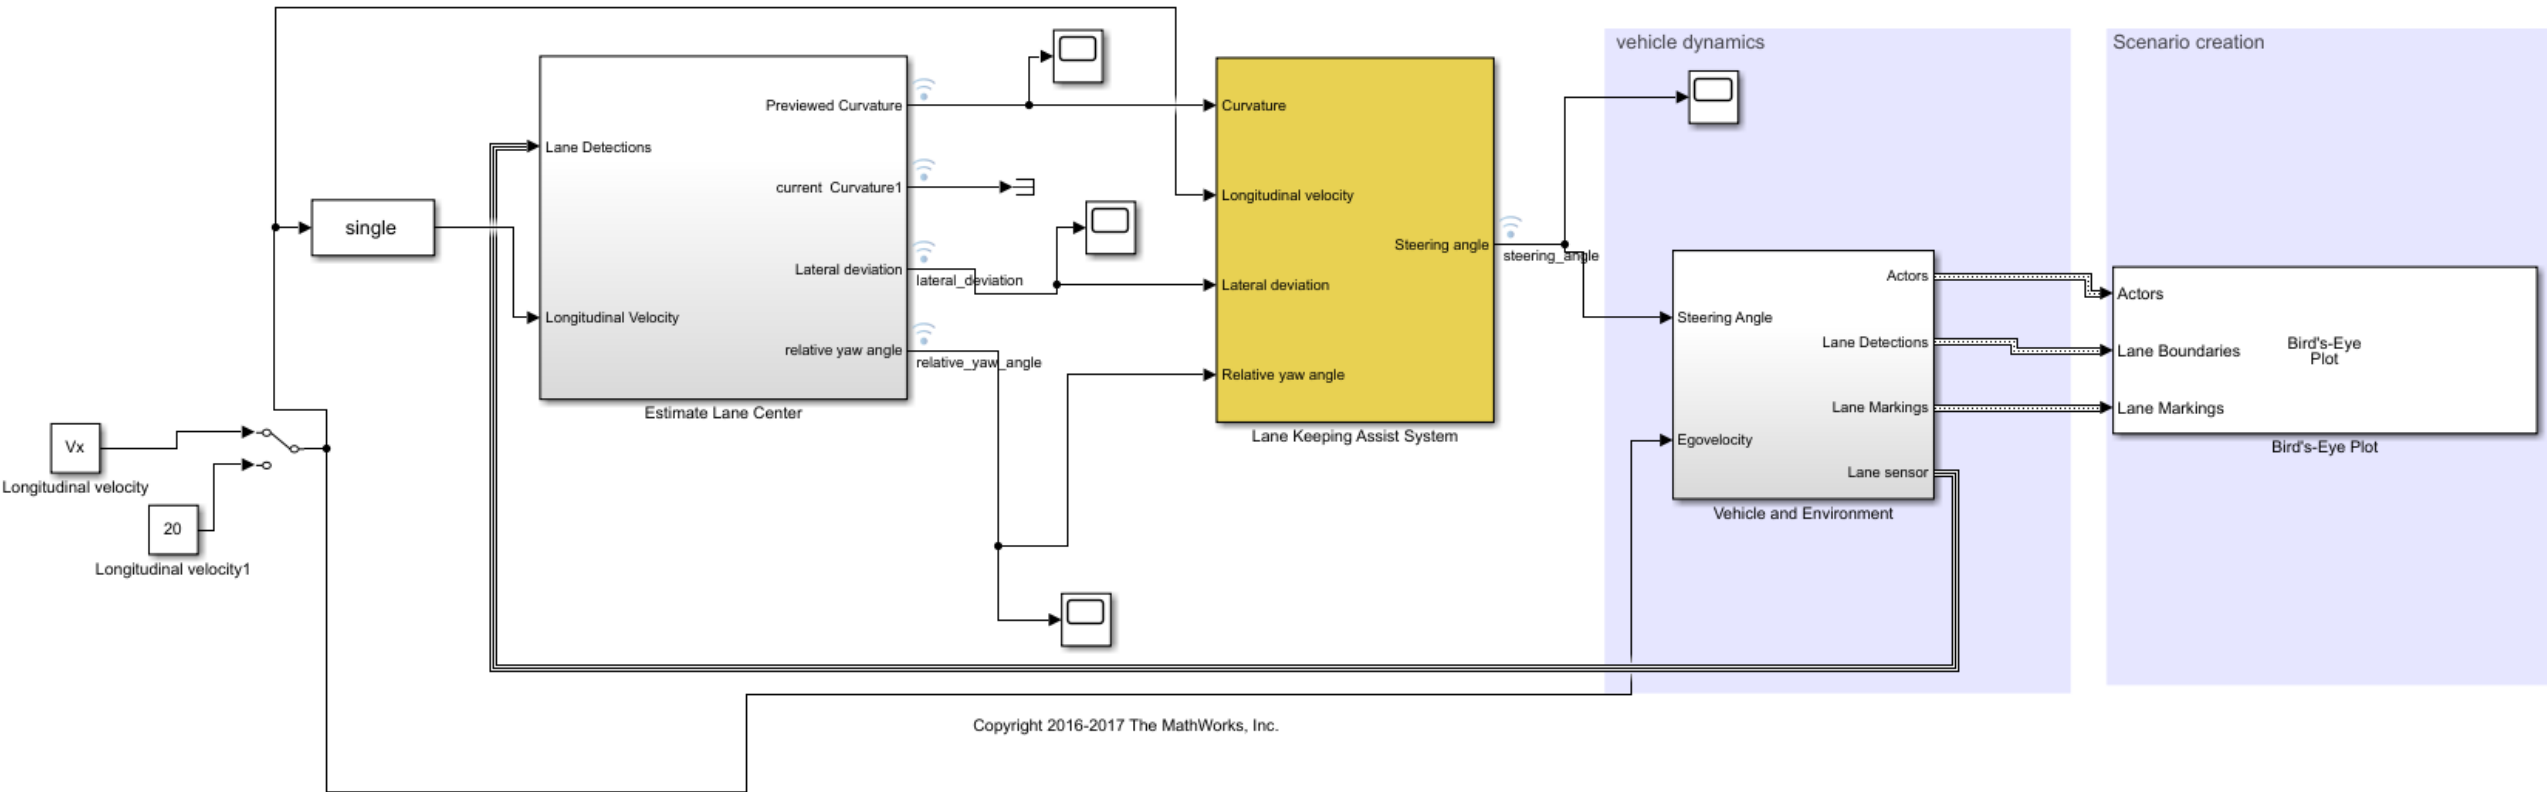 vehicle dynamics
Scenario creation
Previewed Curvature
Curvature
Lane Detections
current Curvature1
Longitudinal velocity
single
Steering angle
steering_angle
Lateral deviation
lateral_deviation
Lateral deviation
Actors
Actors
Longitudinal Velocity
Steering Angle
Lane Detections
Lane Boundaries
Bird's-Eye
Plot
relative yaw angle
relative_yaw_angle
Relative yaw angle
Lane Markings
Lane Markings
Estimate Lane Center
Lane Keeping Assist System
Egovelocity
Bird's-Eye Plot
Vx
Lane sensor
Longitudinal velocity
Vehicle and Environment
20
Longitudinal velocity1
Copyright 2016-2017 The MathWorks, Inc.